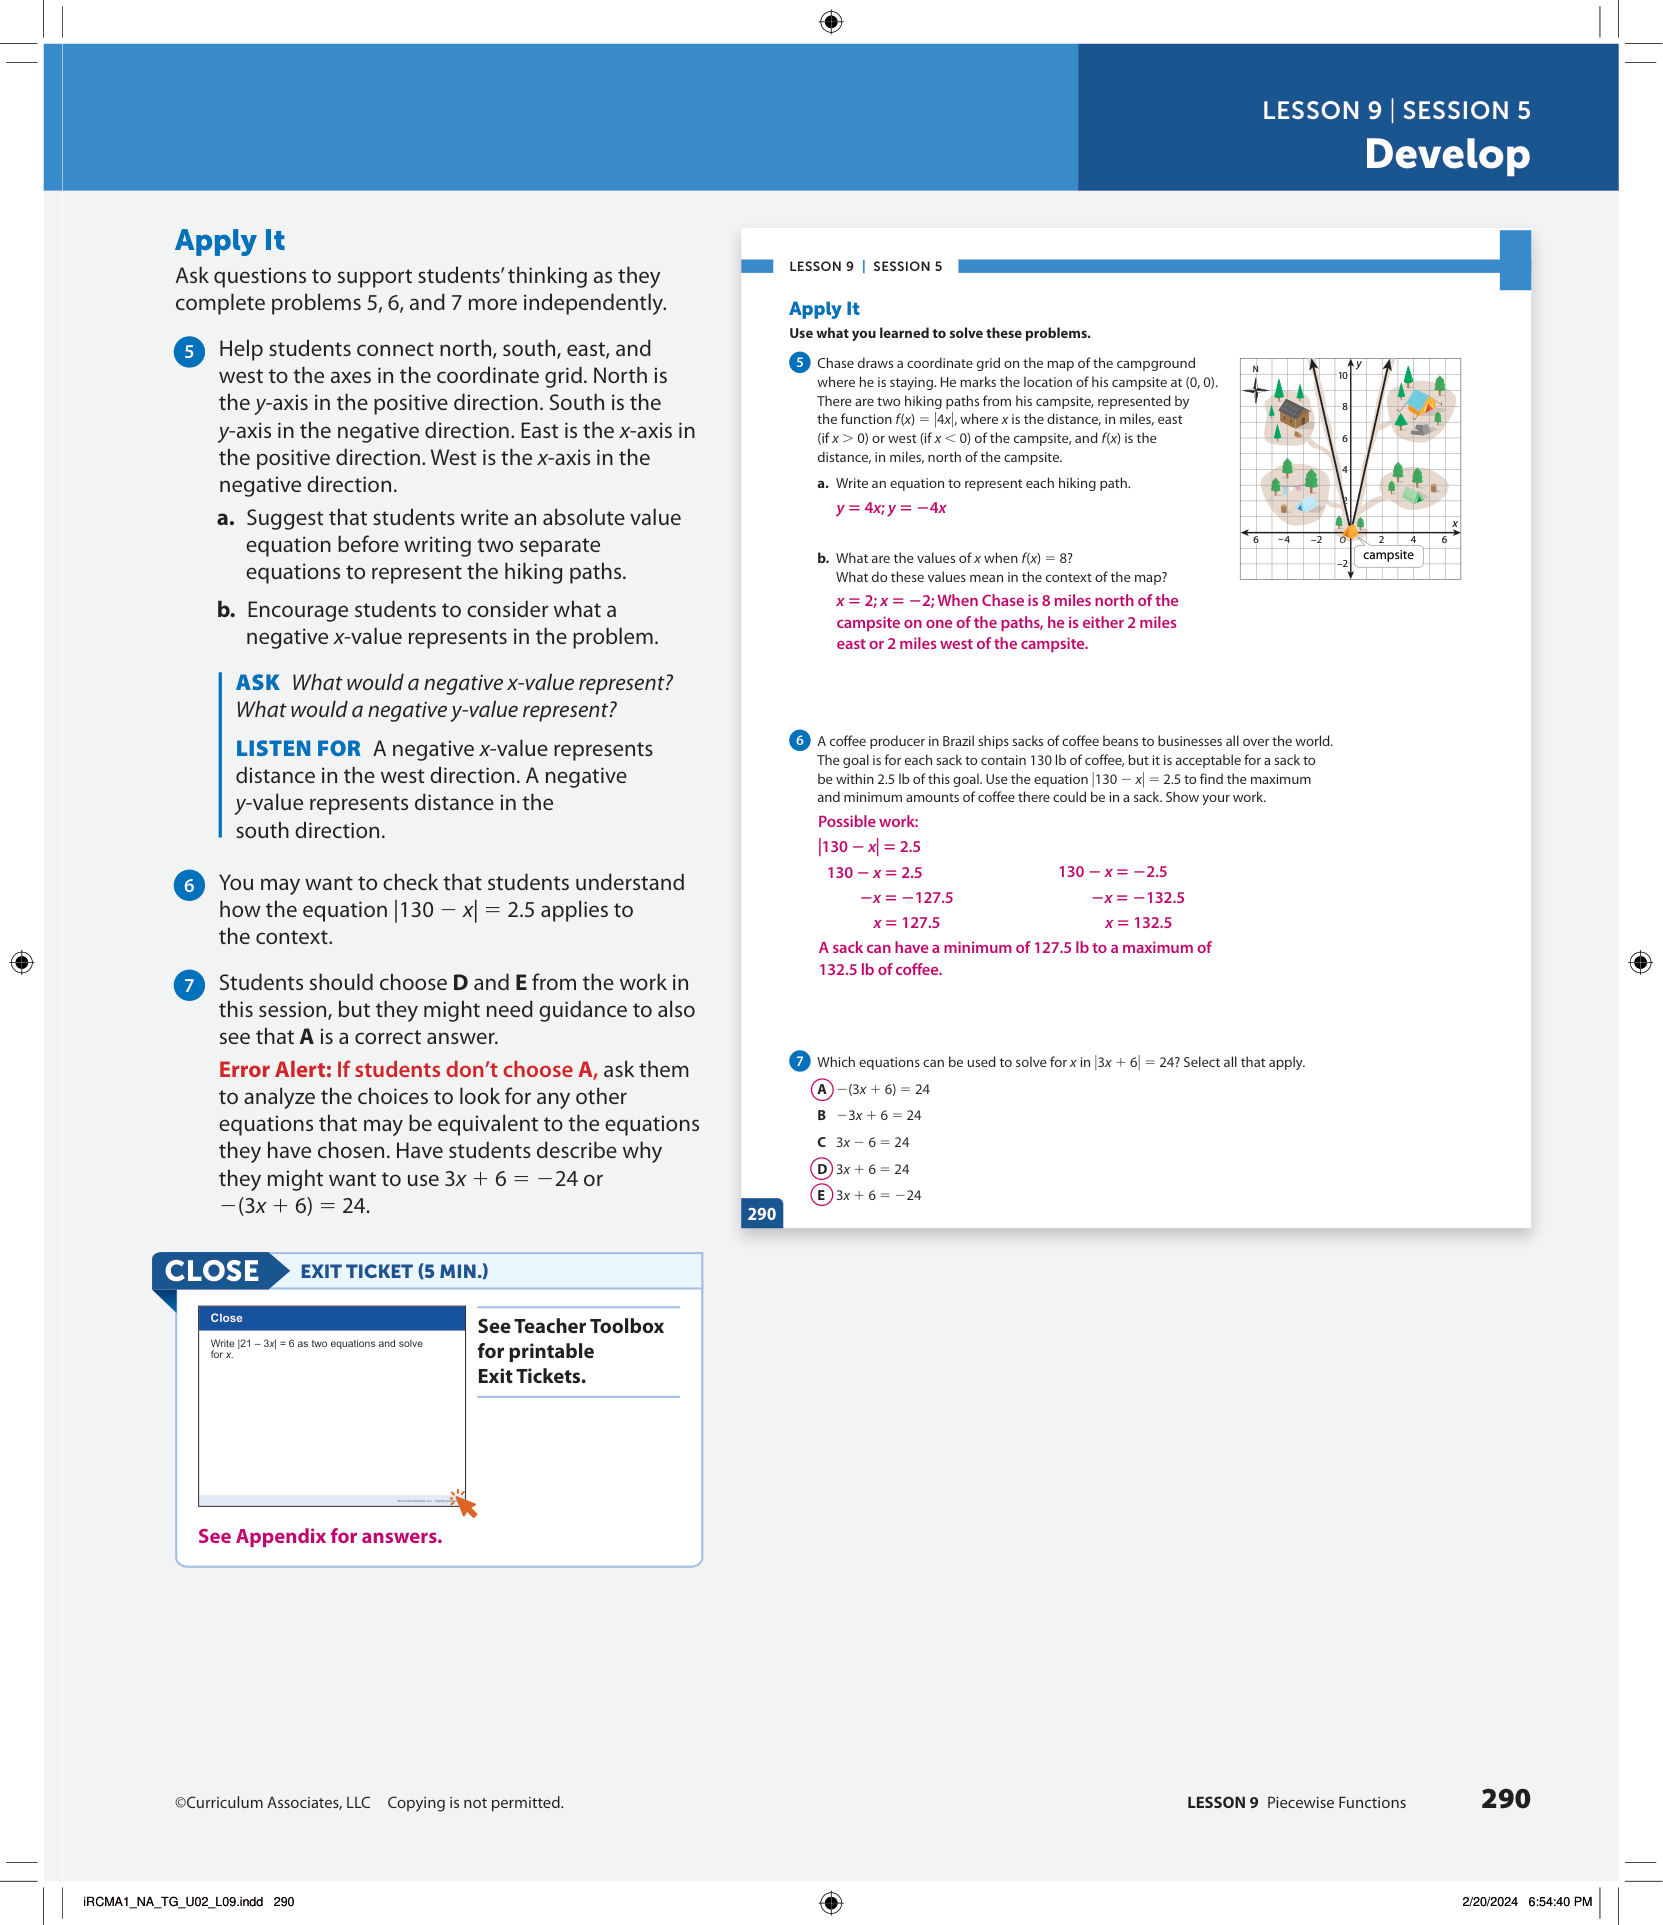 LESSON 9 | SESSION 5
Develop
Apply It
Ask questions to support students’ thinking as they
complete problems 5, 6, and 7 more independently.
5 Help students connect north, south, east, and
west to the axes in the coordinate grid. North is
the y-axis in the positive direction. South is the
y-axis in the negative direction. East is the x-axis in
the positive direction. West is the x-axis in the
negative direction.
a. Suggest that students write an absolute value
equation before writing two separate
equations to represent the hiking paths.
b. Encourage students to consider what a
negative x-value represents in the problem.
ASK What would a negative x-value represent?
What would a negative y-value represent?
LISTEN FOR A negative x-value represents
distance in the west direction. A negative
y-value represents distance in the
south direction.
6 You may want to check that students understand
how the equation |130 − x| = 2.5 applies to
the context.
7 Students should choose D and E from the work in
this session, but they might need guidance to also
see that A is a correct answer.
Error Alert: If students don’t choose A, ask them
to analyze the choices to look for any other
equations that may be equivalent to the equations
they have chosen. Have students describe why
they might want to use 3x + 6 = −24 or
−(3x + 6) = 24.
CLOSE EXIT TICKET (5 MIN.)
Close
Write |21 – 3x| = 6 as two equations and solve
for x.
See Teacher Toolbox
for printable
Exit Tickets.
See Appendix for answers.
LESSON 9 | SESSION 5
Apply It
Use what you learned to solve these problems.
5 Chase draws a coordinate grid on the map of the campground
where he is staying. He marks the location of his campsite at (0, 0).
There are two hiking paths from his campsite, represented by
the function f(x) = |4x|, where x is the distance, in miles, east
(if x > 0) or west (if x < 0) of the campsite, and f(x) is the
distance, in miles, north of the campsite.
a. Write an equation to represent each hiking path.
y = 4x; y = −4x
b. What are the values of x when f(x) = 8?
What do these values mean in the context of the map?
x = 2; x = −2; When Chase is 8 miles north of the
campsite on one of the paths, he is either 2 miles
east or 2 miles west of the campsite.
N
y
10
8
6
4
2
x
6 −4 −2 0 2 4 6
campsite
−2
6 A coffee producer in Brazil ships sacks of coffee beans to businesses all over the world.
The goal is for each sack to contain 130 lb of coffee, but it is acceptable for a sack to
be within 2.5 lb of this goal. Use the equation |130 − x| = 2.5 to find the maximum
and minimum amounts of coffee there could be in a sack. Show your work.
Possible work:
|130 − x| = 2.5
130 − x = 2.5 130 − x = −2.5
−x = −127.5 −x = −132.5
x = 127.5 x = 132.5
A sack can have a minimum of 127.5 lb to a maximum of
132.5 lb of coffee.
7 Which equations can be used to solve for x in |3x + 6| = 24? Select all that apply.
A −(3x + 6) = 24
B −3x + 6 = 24
C 3x − 6 = 24
D 3x + 6 = 24
E 3x + 6 = −24
290
©Curriculum Associates, LLC Copying is not permitted.
LESSON 9 Piecewise Functions 290
iRCMA1_NA_TG_U02_L09.indd 290
2/20/2024 6:54:40 PM